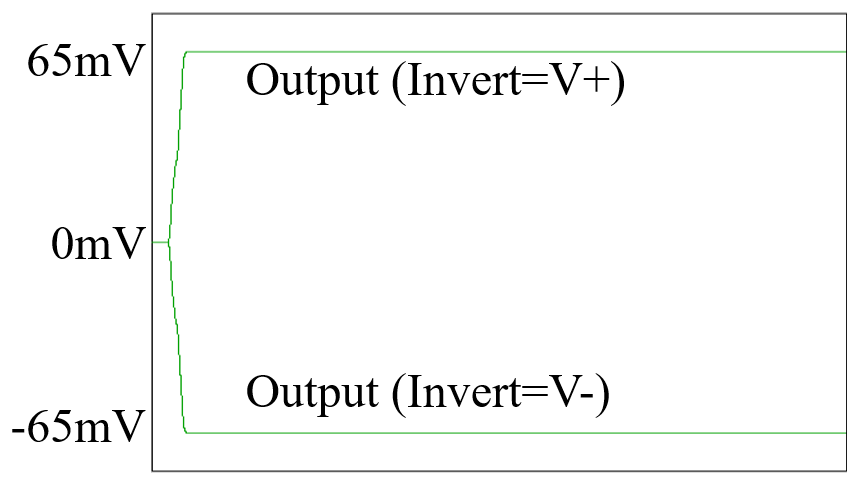 65mV
Output (Invert=V+)
0mV
Output (Invert=V-)
-65mV